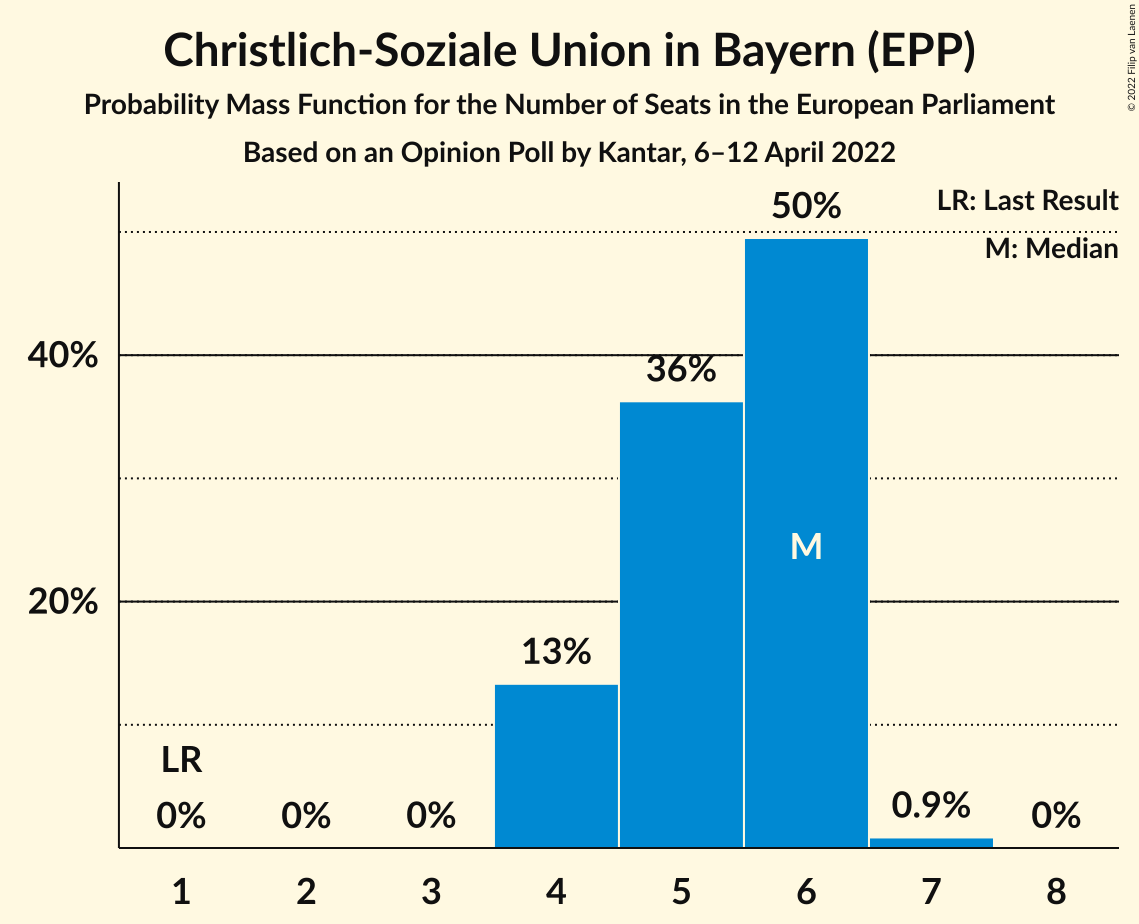 Christlich-Soziale Union in Bayern (EPP)
Probability Mass Function for the Number of Seats in the European Parliament
Based on an Opinion Poll by Kantar, 6–12 April 2022
© 2022 Filip van Laenen
LR: Last Result
M: Median
50%
40%
36%
M
20%
13%
LR
0% 0% 0% 0.9% 0%
1 2 3 4 5 6 7 8